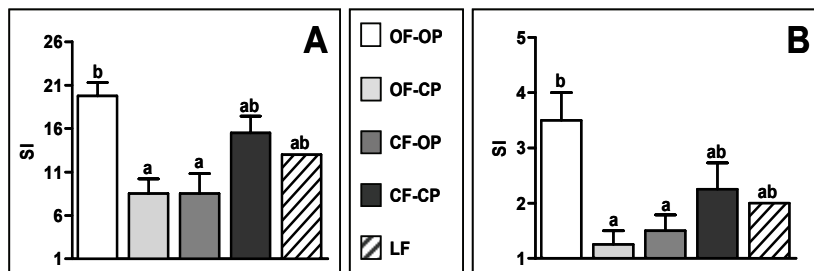 A
26
21
16
11
6
1
SI
b
a
a
ab
ab
OF-OP
OF-CP
CF-OP
CF-CP
LF
B
5
4
3
2
1
SI
b
a
a
ab
ab